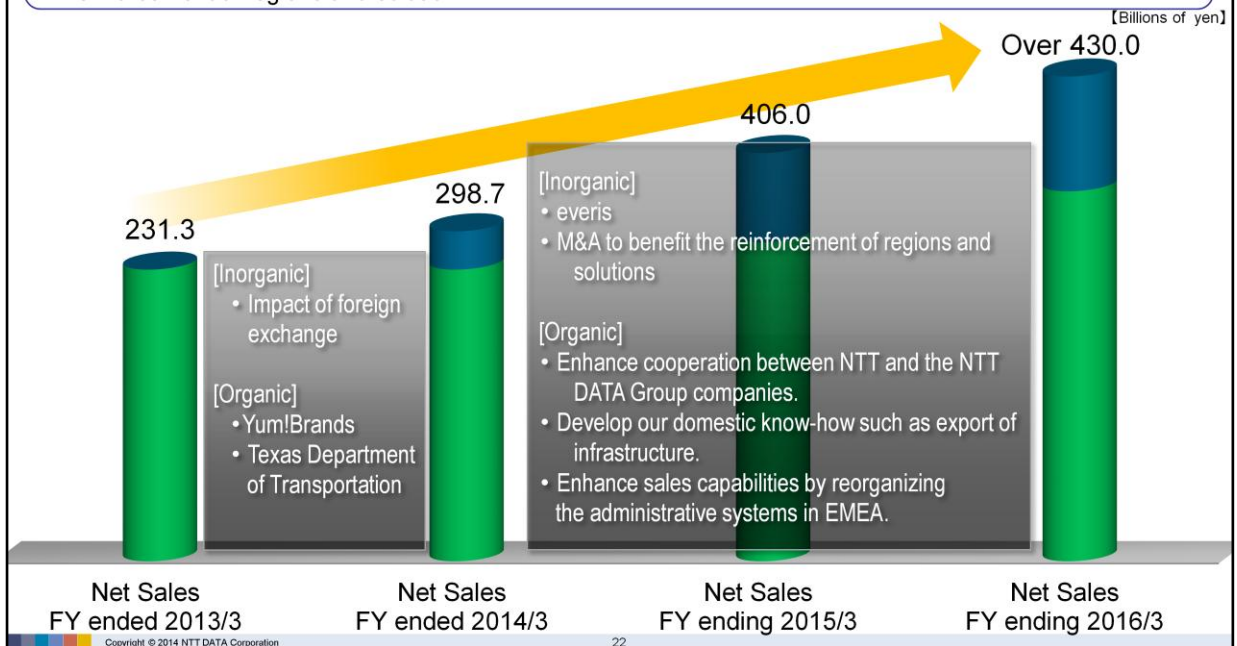 【Billions of yen】
Over 430.0
406.0
298.7
231.3
[Inorganic]
• Impact of foreign
exchange
[Organic]
•Yum!Brands
• Texas Department
of Transportation
[Inorganic]
• everis
• M&A to benefit the reinforcement of regions and
solutions
[Organic]
• Enhance cooperation between NTT and the NTT
DATA Group companies.
• Develop our domestic know-how such as export of
infrastructure.
• Enhance sales capabilities by reorganizing
the administrative systems in EMEA.
Net Sales
FY ended 2013/3
Net Sales
FY ended 2014/3
Net Sales
FY ending 2015/3
Net Sales
FY ending 2016/3
Copyright © 2014 NTT DATA Corporation
22